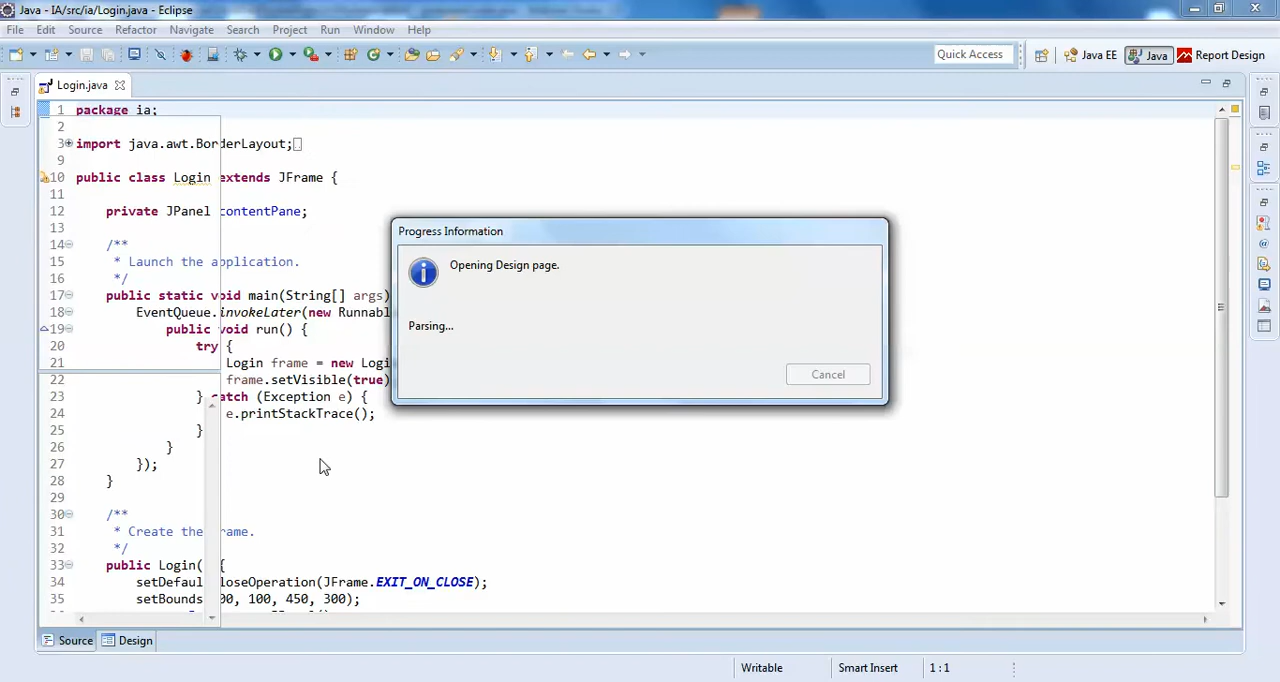 Java - IA/src/ia/Login.java - Eclipse
File Edit Source Refactor Navigate Search Project Run Window Help
Quick Access Java EE Java Report Design
Login.java
1 package ia;
2
3 import java.awt.BorderLayout;
9
10 public class Login extends JFrame {
11
12 private JPanel contentPane;
13
14 /**
15 * Launch the application.
16 */
17 public static void main(String[] args)
18 EventQueue.invokeLater(new Runnab
19 public void run() {
20 try {
21 Login frame = new Logi
22 frame.setVisible(true)
23 } catch (Exception e) {
24 e.printStackTrace();
25 }
26 }
27 });
28 }
29
30 /**
31 * Create the frame.
32 */
33 public Login( {
34 setDefau loseOperation(JFrame.EXIT_ON_CLOSE);
35 setBounds 00, 100, 450, 300);
Progress Information
Opening Design page.
Parsing...
Cancel
Source Design
Writable Smart Insert 1 : 1